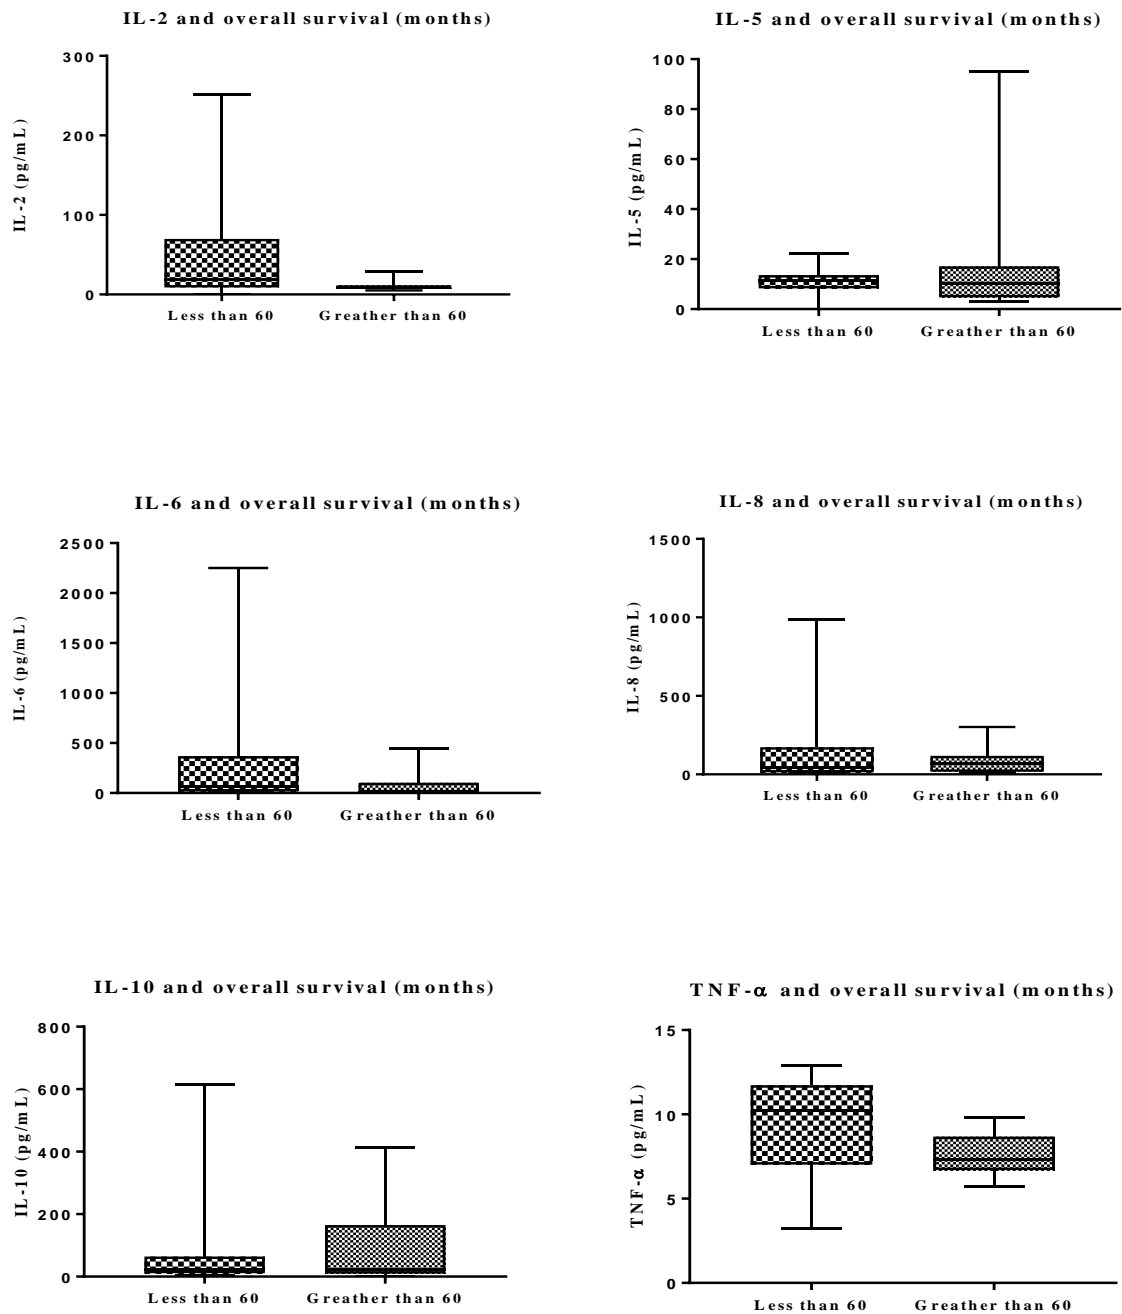 IL-2 and overall survival (months)
IL-2 (pg/mL)
300
200
100
0
Less than 60
Greather than 60
IL-5 and overall survival (months)
IL-5 (pg/mL)
100
80
60
40
20
0
Less than 60
Greather than 60
IL-6 and overall survival (months)
IL-6 (pg/mL)
2500
2000
1500
1000
500
0
Less than 60
Greather than 60
IL-8 and overall survival (months)
IL-8 (pg/mL)
1500
1000
500
0
Less than 60
Greather than 60
IL-10 and overall survival (months)
IL-10 (pg/mL)
800
600
400
200
0
Less than 60
Greather than 60
TNF-α and overall survival (months)
TNF-α (pg/mL)
15
10
5
0
Less than 60
Greather than 60